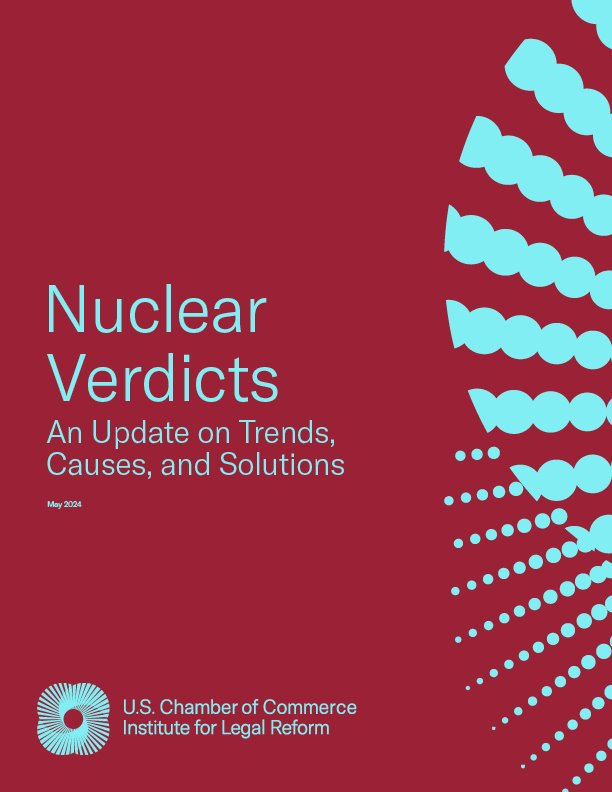 Nuclear
Verdicts
An Update on Trends,
Causes, and Solutions
May 2024
U.S. Chamber of Commerce
Institute for Legal Reform